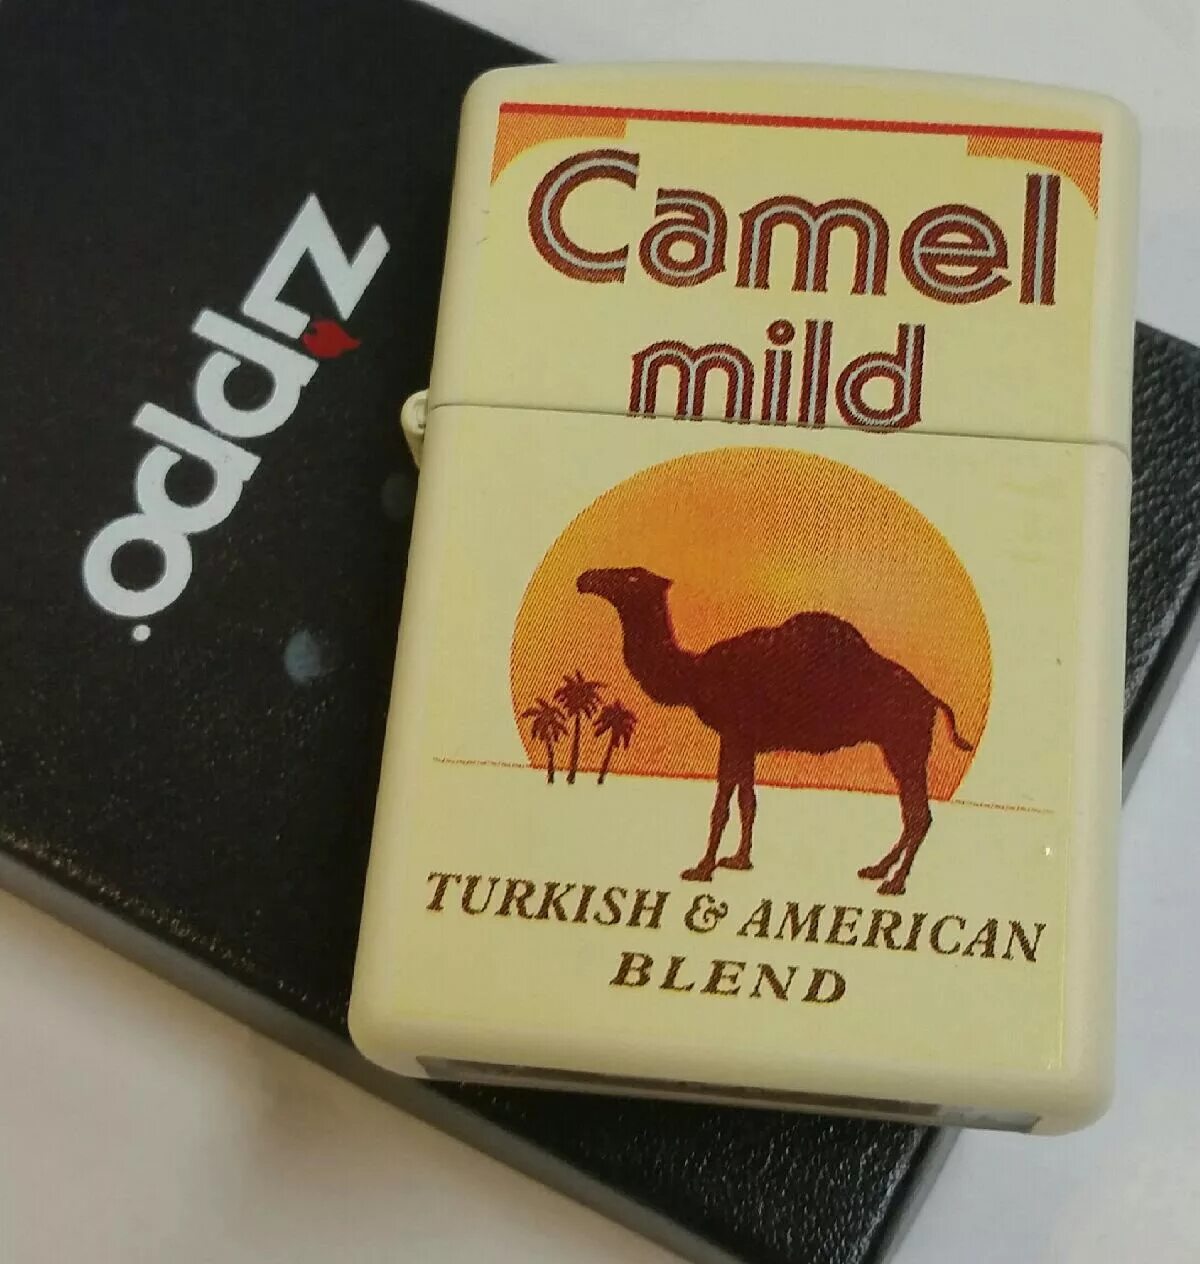 Camel
mild
TURKISH & AMERICAN
BLEND
zippo